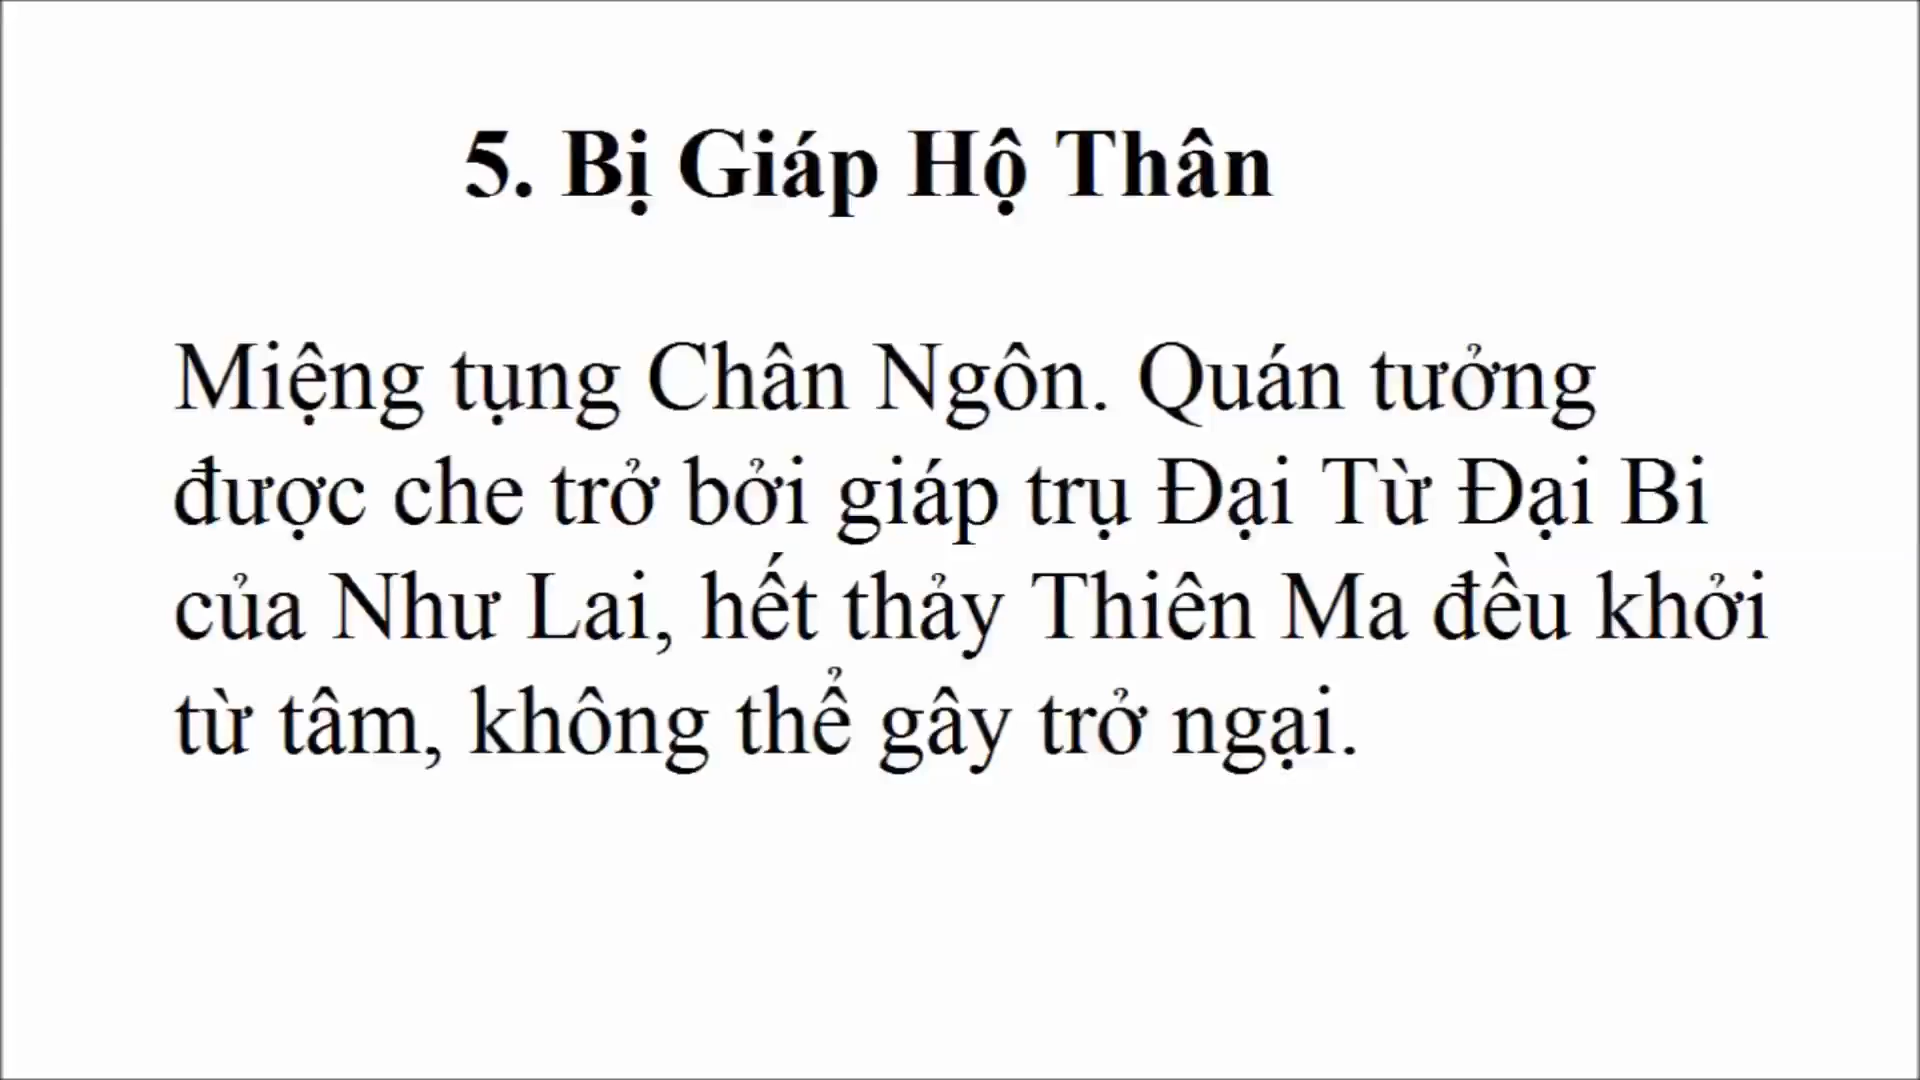 5. Bị Giáp Hộ Thân
Miệng tụng Chân Ngôn. Quán tưởng
được che trở bởi giáp trụ Đại Từ Đại Bi
của Như Lai, hết thảy Thiên Ma đều khởi
từ tâm, không thể gây trở ngại.